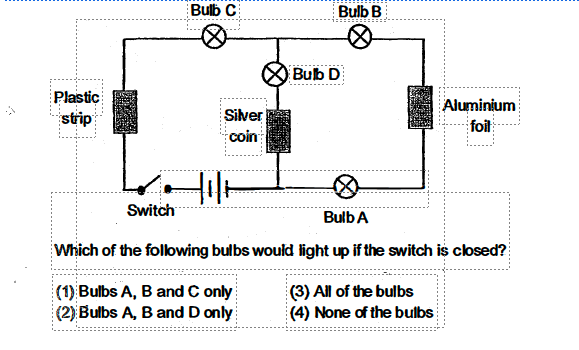 Bulb C
Bulb B
Bulb D
Plastic
strip
Silver
coin
Aluminium
foil
Switch
Bulb A
Which of the following bulbs would light up if the switch is closed?
(1) Bulbs A, B and C only
(3) All of the bulbs
(2) Bulbs A, B and D only
(4) None of the bulbs